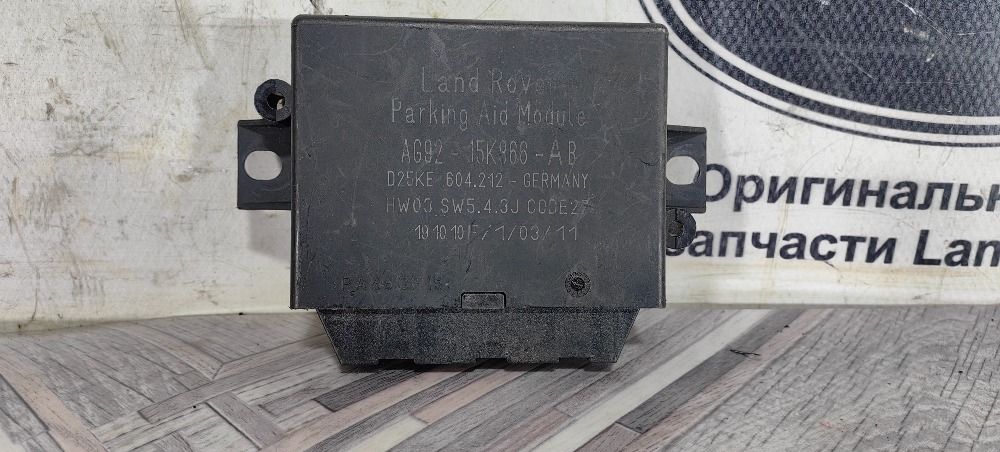 Land Rover
Parking Aid Module
AG92 - 15K866 - AB
D25KE 604.212 - GERMANY
HW03 SW5.4.3J CODE2F
19 10 10 F/1/03/11
Оригинальн
запчасти Lan